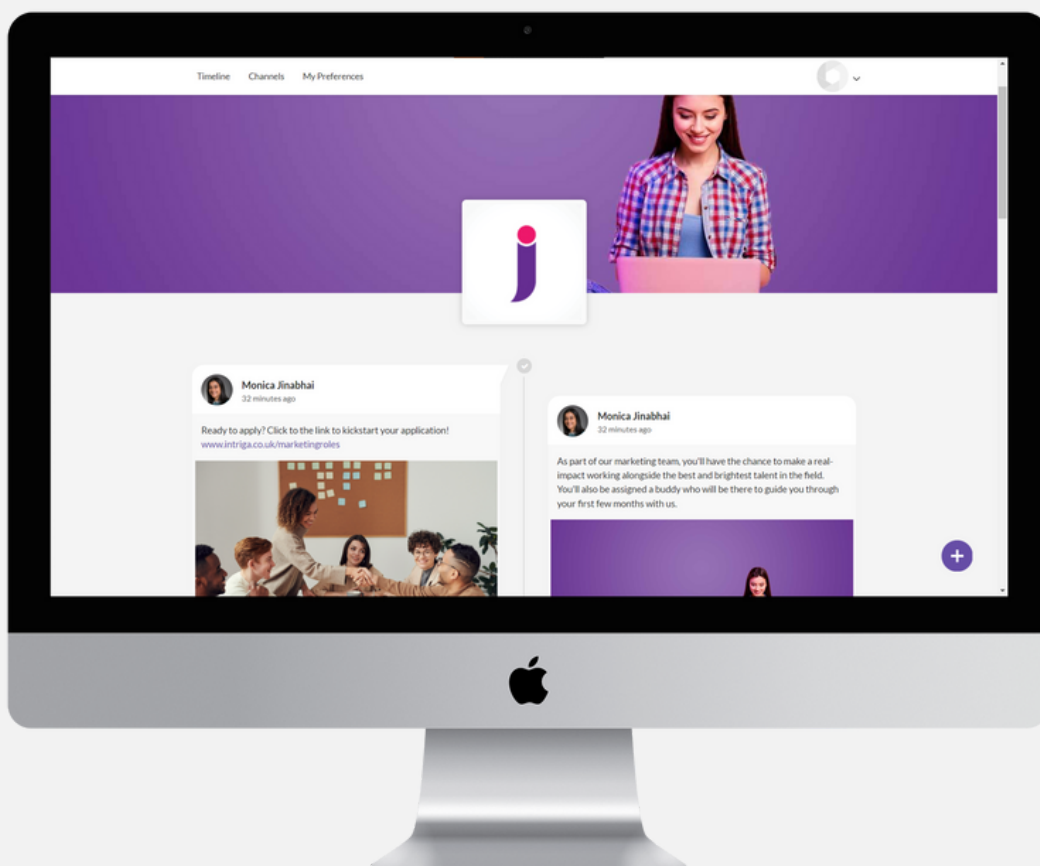 Timeline Channels My Preferences
j
Monica Jinabhai
32 minutes ago
Ready to apply? Click to the link to kickstart your application!
www.intriga.co.uk/marketingroles
Monica Jinabhai
32 minutes ago
As part of our marketing team, you'll have the chance to make a real-
impact working alongside the best and brightest talent in the field.
You'll also be assigned a buddy who will be there to guide you through
your first few months with us.